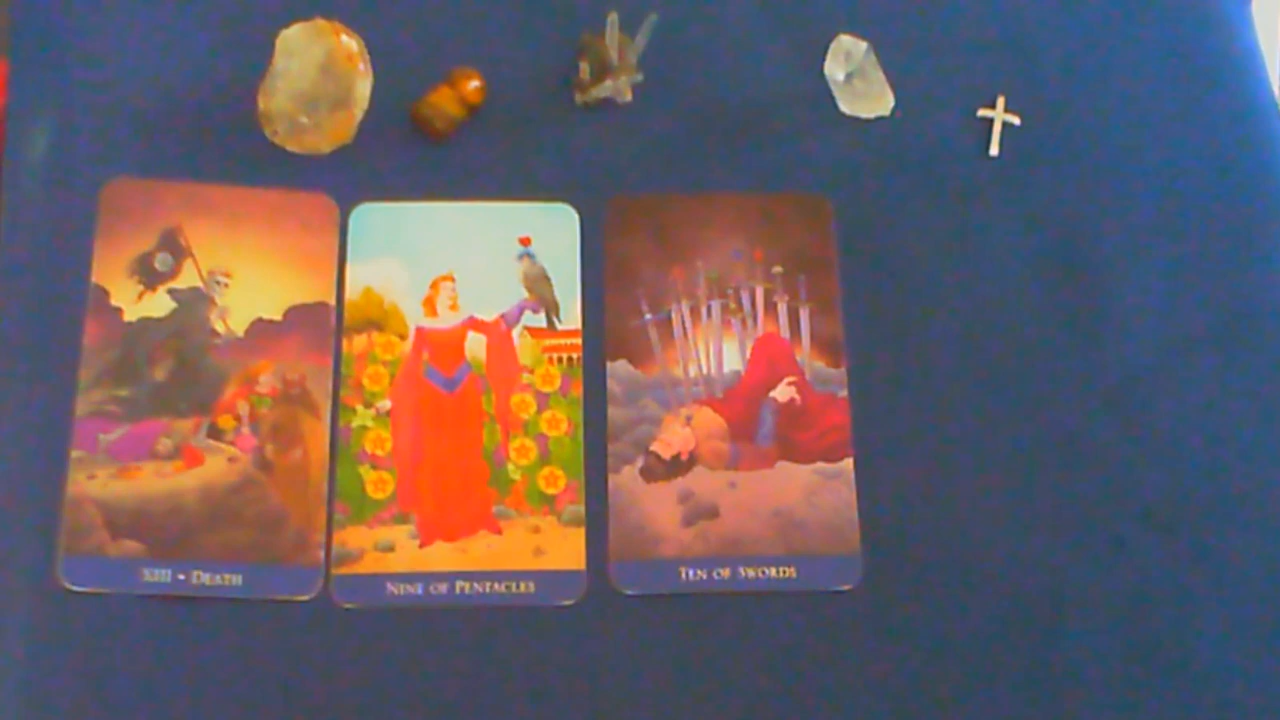 XIII - DEATH
NINE OF PENTACLES
TEN OF SWORDS